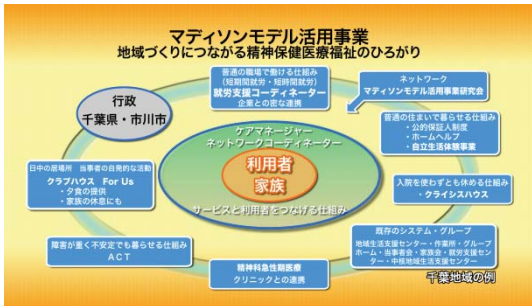 マディソンモデル活用事業
地域づくりにつながる精神保健医療福祉のひろがり
普通の職場で働ける仕組み
(短期間就労・短時間就労)
就労支援コーディネーター
企業との密な連携
ネットワーク
マディソンモデル活用事業研究会
行政
千葉県・市川市
普通の住まいで暮らせる仕組み
・公的保証人制度
・ホームヘルプ
・自立生活体験事業
ケアマネージャー
ネットワークコーディネーター
利用者
家族
サービスと利用者をつなげる仕組み
日中の居場所 当事者の自発的な活動
クラブハウス For Us
・夕食の提供
・家族の休息にも
入院を使わずとも休める仕組み
・クライシスハウス
障害が重く不安定でも暮らせる仕組み
ACT
精神科急性期医療
クリニックとの連携
既存のシステム・グループ
地域生活支援センター・作業所・グループ
ホーム・当事者会・家族会・就労支援セン
ター・中核地域生活支援センター
千葉地域の例